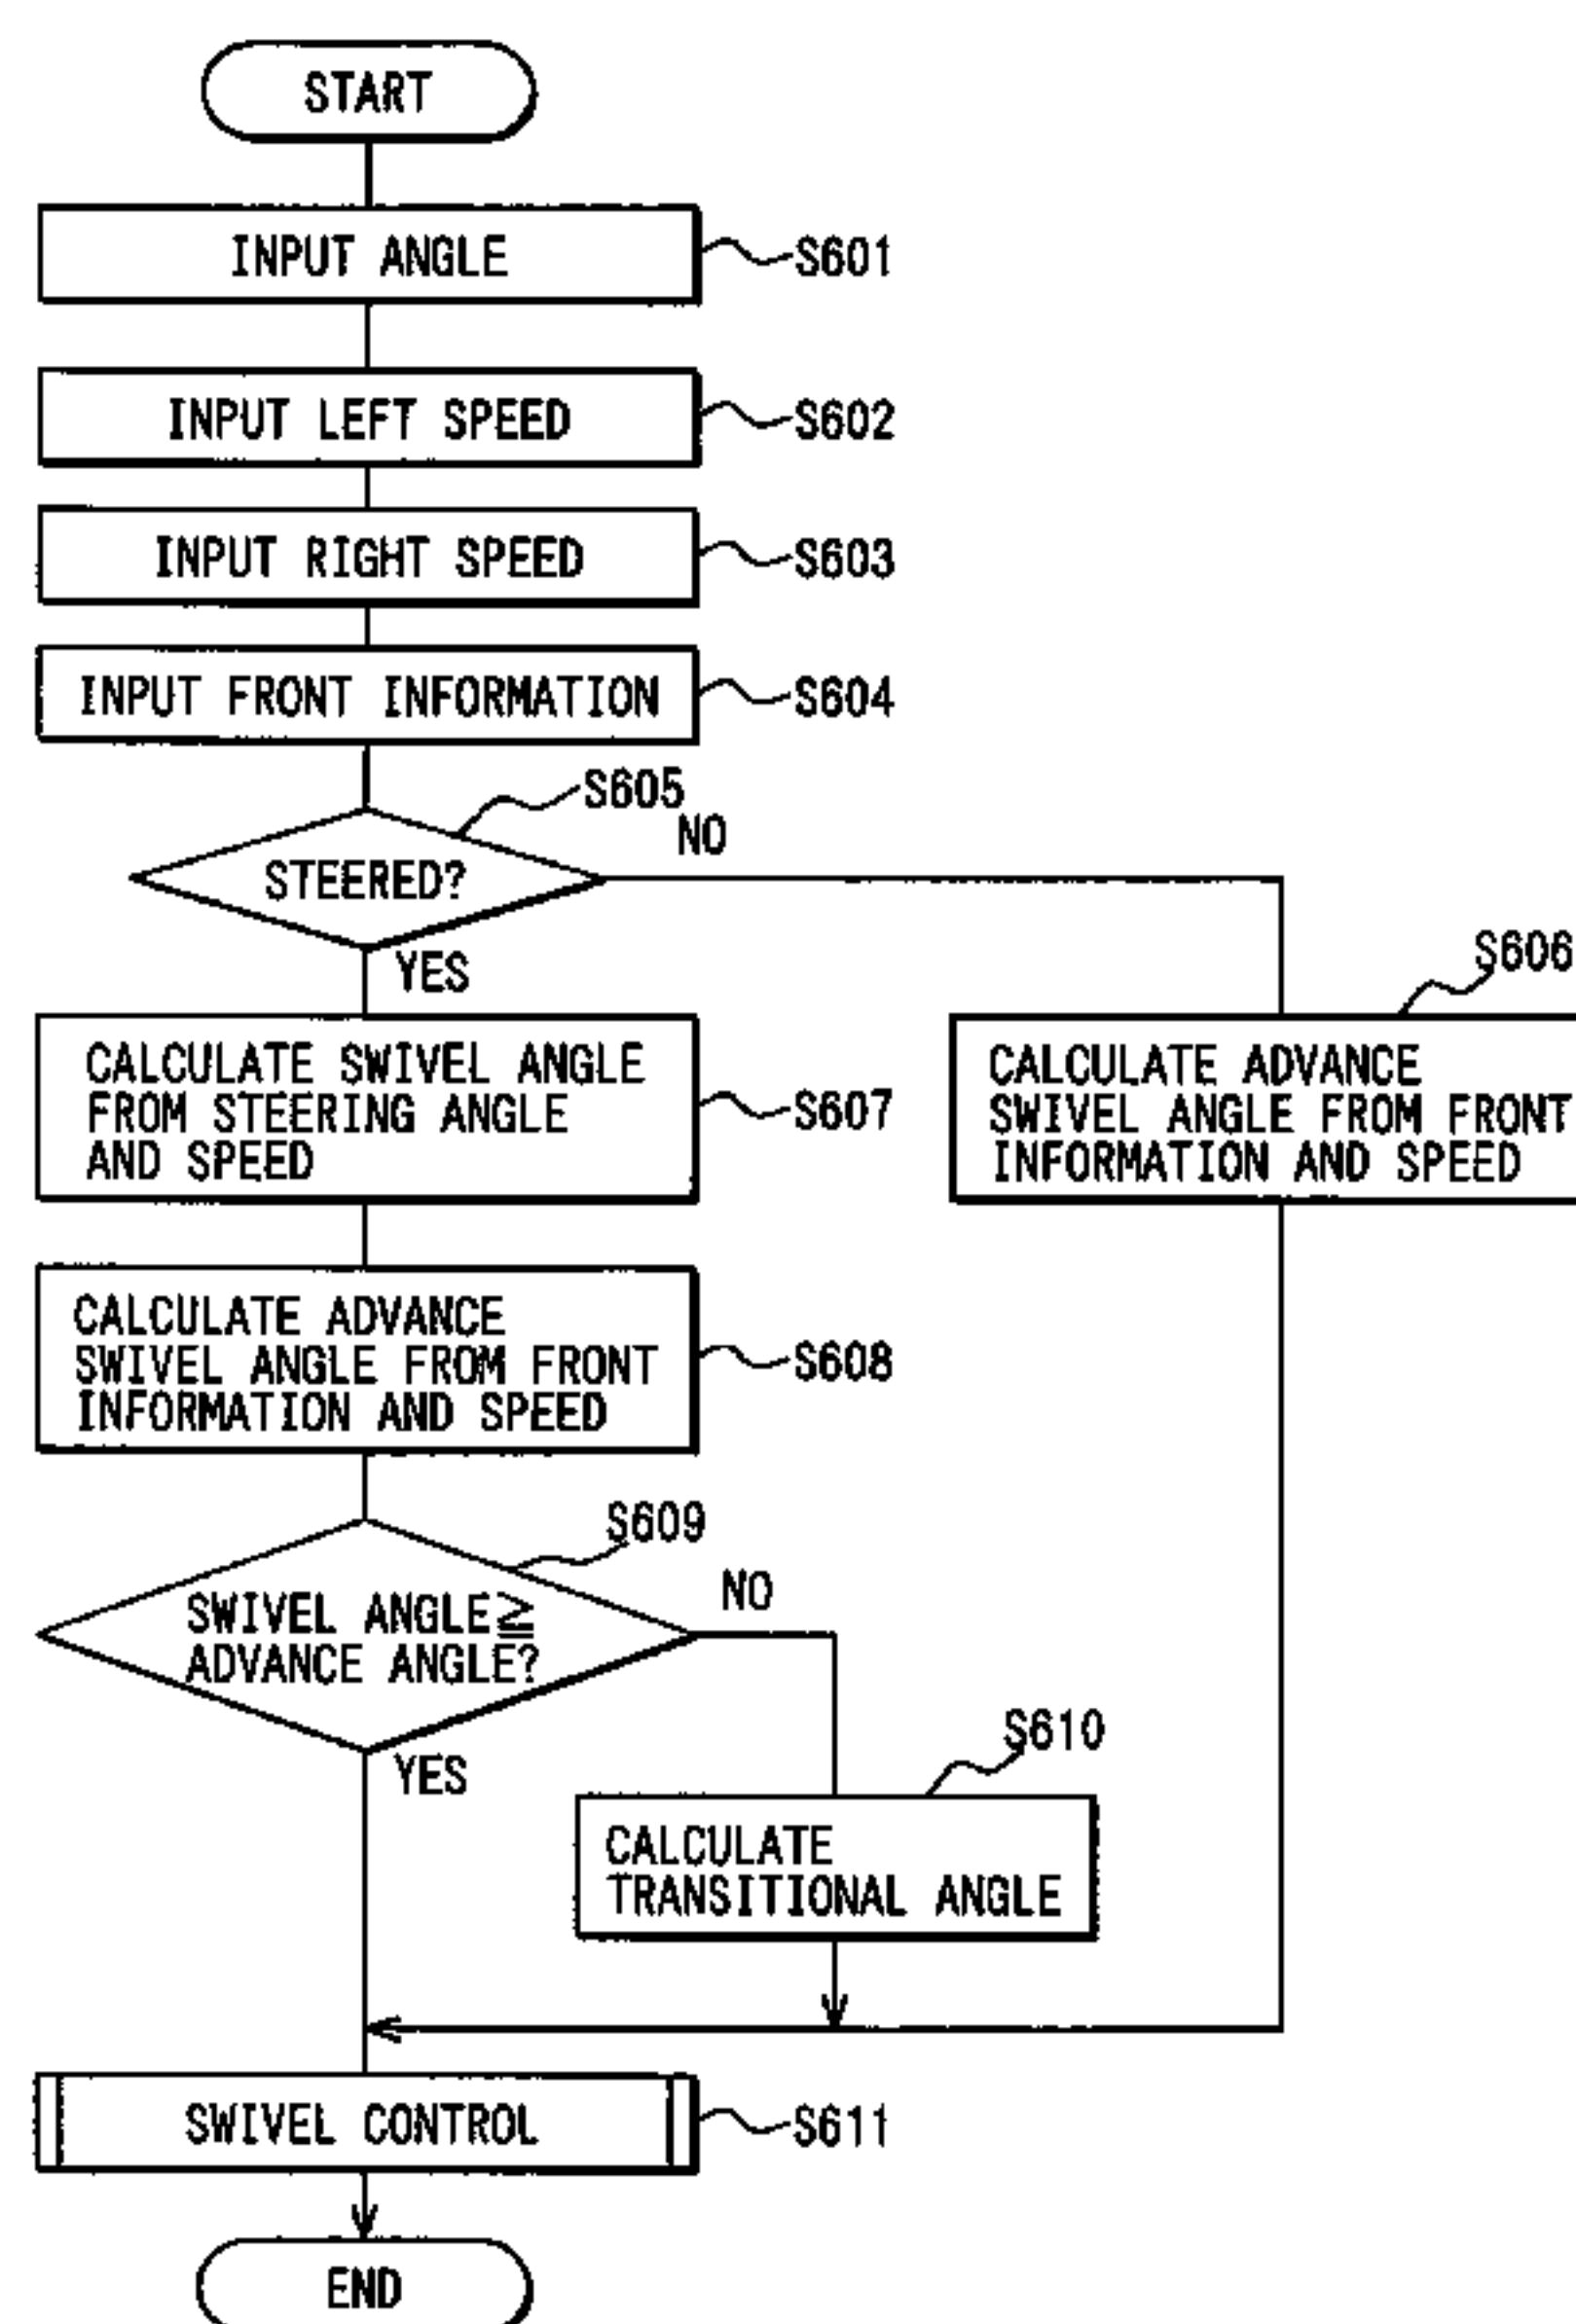 START
INPUT ANGLE
S601
INPUT LEFT SPEED
S602
INPUT RIGHT SPEED
S603
INPUT FRONT INFORMATION
S604
S605
NO
STEERED?
YES
S606
CALCULATE SWIVEL ANGLE
FROM STEERING ANGLE
AND SPEED
S607
CALCULATE ADVANCE
SWIVEL ANGLE FROM FRONT
INFORMATION AND SPEED
CALCULATE ADVANCE
SWIVEL ANGLE FROM FRONT
INFORMATION AND SPEED
S608
S609
NO
SWIVEL ANGLE≧
ADVANCE ANGLE?
YES
S610
CALCULATE
TRANSITIONAL ANGLE
SWIVEL CONTROL
S611
END